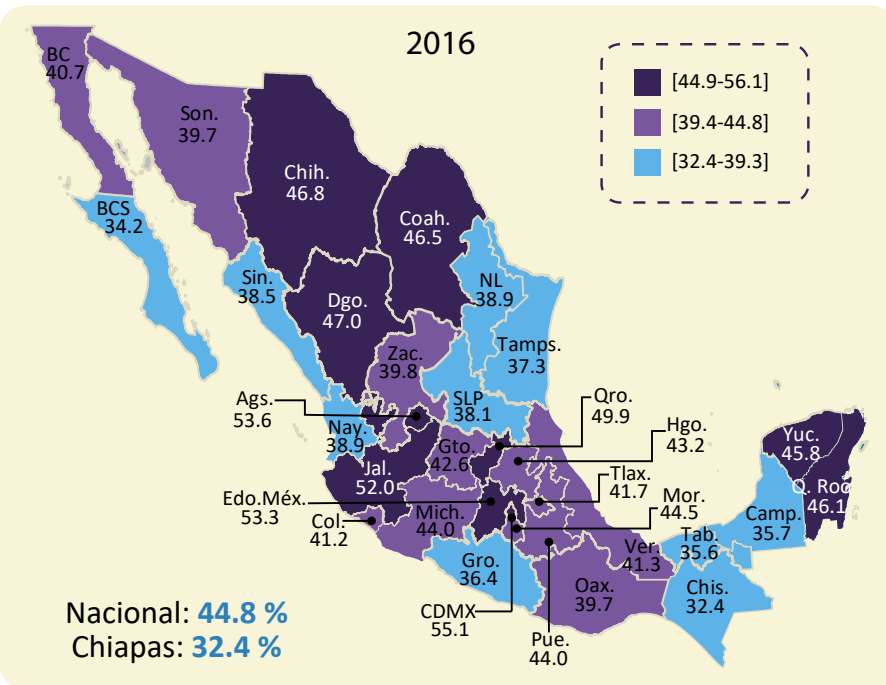 2016
[44.9-56.1]
[39.4-44.8]
[32.4-39.3]
BC
40.7
Son.
39.7
Chih.
46.8
BCS
34.2
Coah.
46.5
Sin.
38.5
NL
38.9
Dgo.
47.0
Tamps.
37.3
Zac.
39.8
Ags.
53.6
SLP
38.1
Qro.
49.9
Nay.
38.9
Hgo.
43.2
Gto.
42.6
Yuc.
45.8
Jal.
52.0
Tlax.
41.7
Q. Roo
46.1
Edo.Méx.
53.3
Mor.
44.5
Col.
41.2
Mich.
44.0
Camp.
35.7
Ver.
41.3
Tab.
35.6
Gro.
36.4
Oax.
39.7
Chis.
32.4
CDMX
55.1
Pue.
44.0
Nacional: 44.8 %
Chiapas: 32.4 %